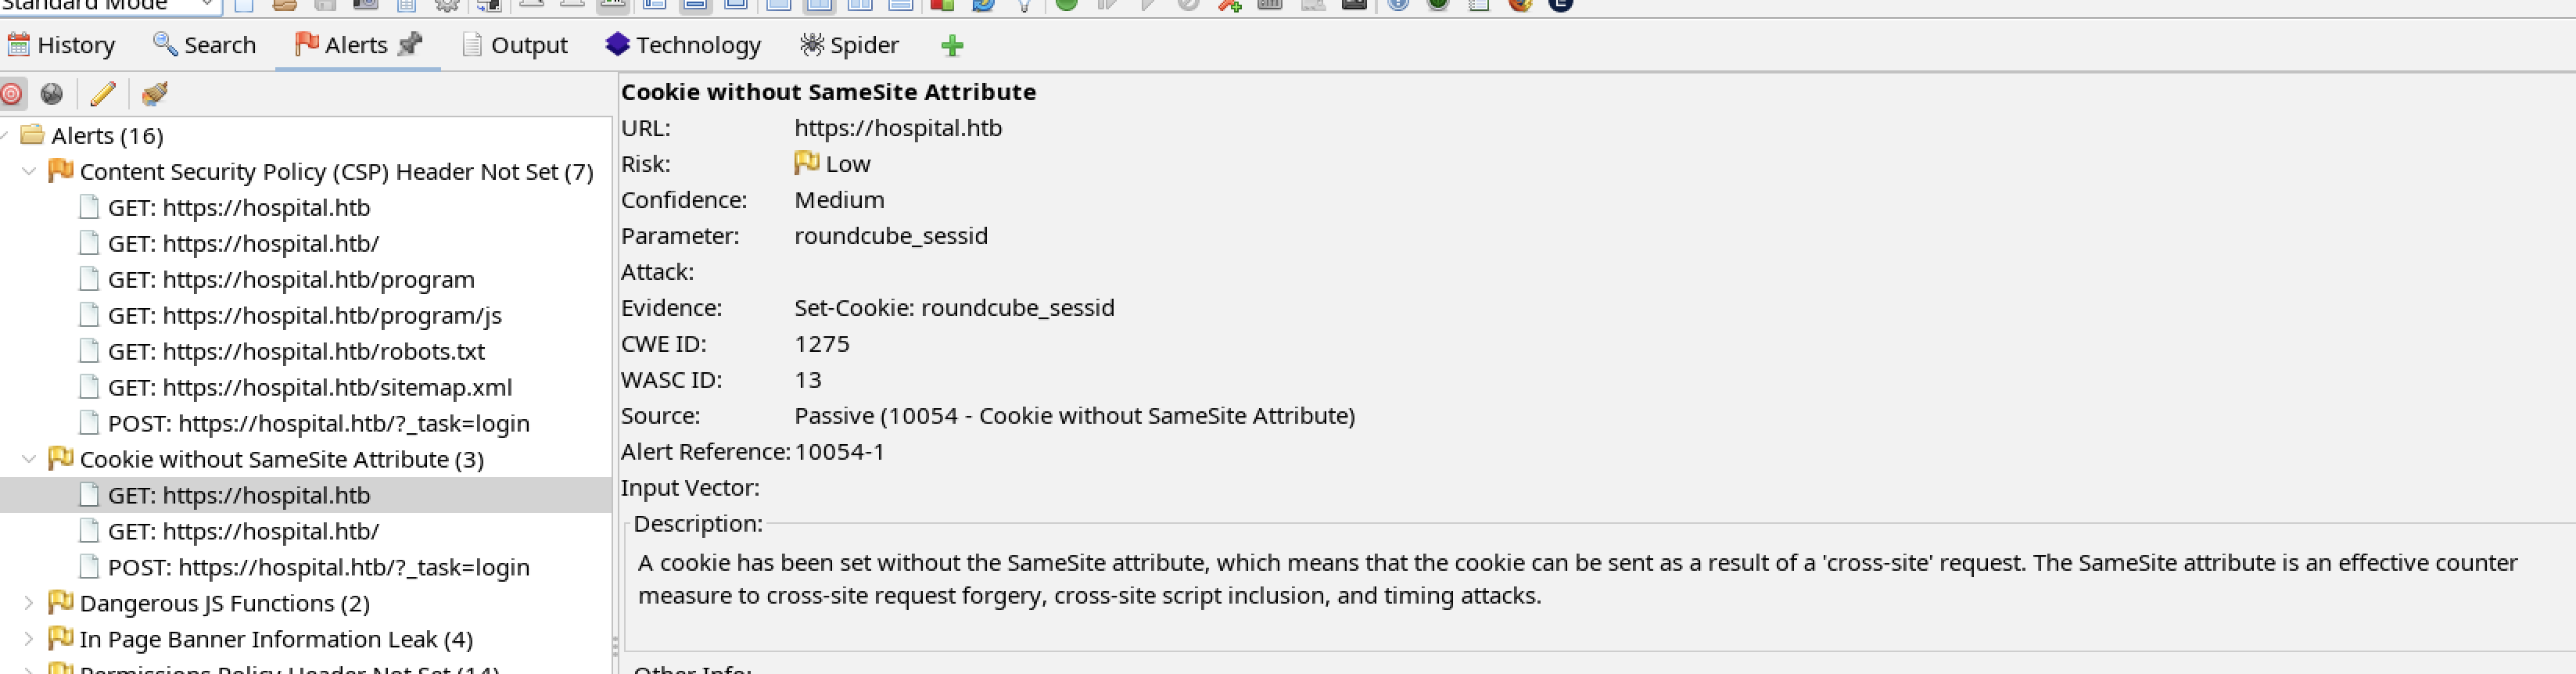 Standard Mode
History Search Alerts Output Technology Spider
Alerts (16)
Content Security Policy (CSP) Header Not Set (7)
GET: https://hospital.htb
GET: https://hospital.htb/
GET: https://hospital.htb/program
GET: https://hospital.htb/program/js
GET: https://hospital.htb/robots.txt
GET: https://hospital.htb/sitemap.xml
POST: https://hospital.htb/?_task=login
Cookie without SameSite Attribute (3)
GET: https://hospital.htb
GET: https://hospital.htb/
POST: https://hospital.htb/?_task=login
Dangerous JS Functions (2)
In Page Banner Information Leak (4)
Permissions Policy Header Not Set (14)
Cookie without SameSite Attribute
URL: https://hospital.htb
Risk: Low
Confidence: Medium
Parameter: roundcube_sessid
Attack:
Evidence: Set-Cookie: roundcube_sessid
CWE ID: 1275
WASC ID: 13
Source: Passive (10054 - Cookie without SameSite Attribute)
Alert Reference: 10054-1
Input Vector:
Description:
A cookie has been set without the SameSite attribute, which means that the cookie can be sent as a result of a 'cross-site' request. The SameSite attribute is an effective counter
measure to cross-site request forgery, cross-site script inclusion, and timing attacks.
Other Info: